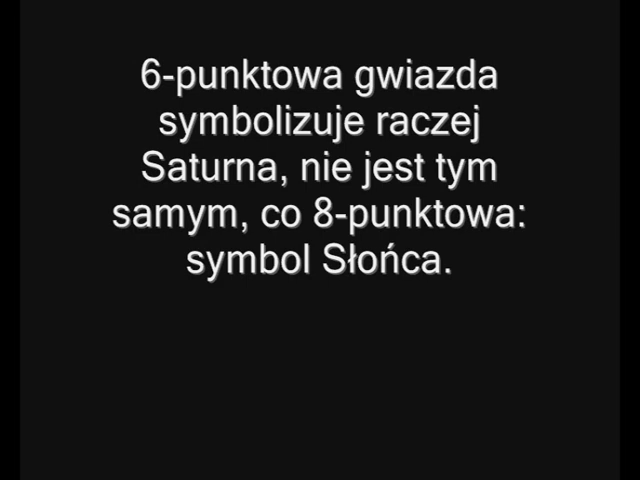 6-punktowa gwiazda
symbolizuje raczej
Saturna, nie jest tym
samym, co 8-punktowa:
symbol Słońca.